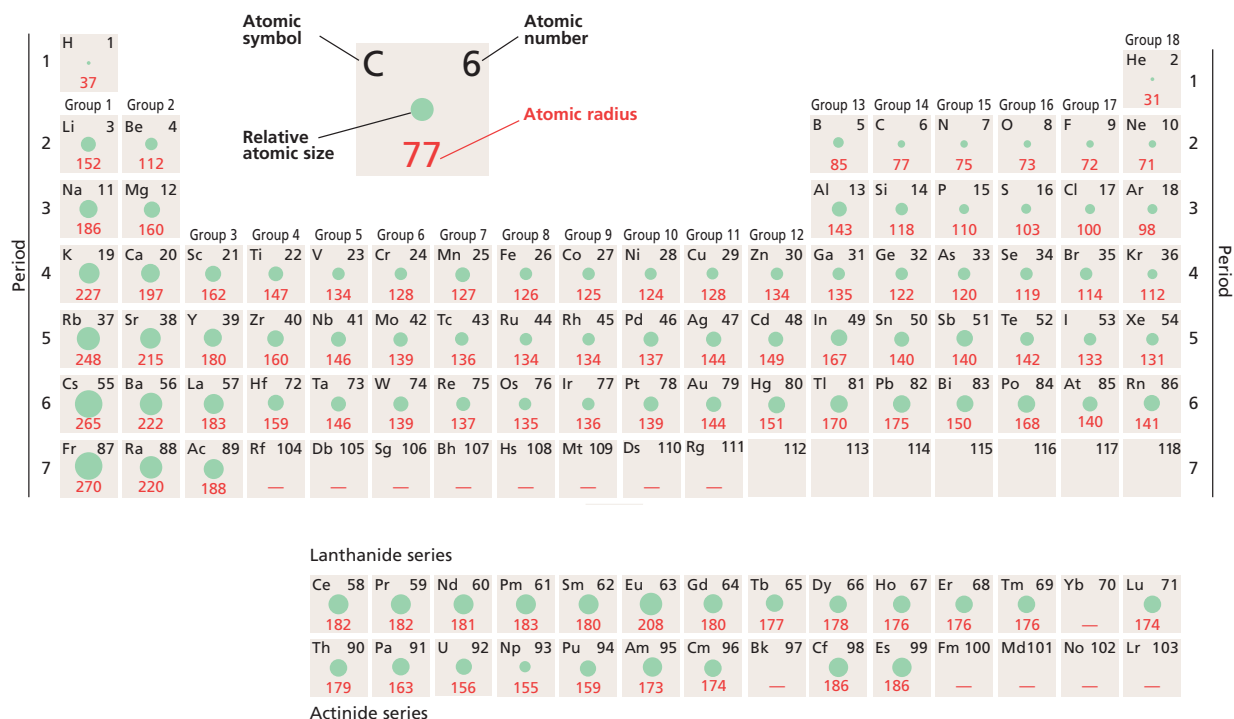 Atomic symbol
Atomic number
C 6
Relative atomic size
Atomic radius
77
Period
Period
Group 18
1 H 1 He 2 1
37 31
Group 1 Group 2 Group 13 Group 14 Group 15 Group 16 Group 17
2 Li 3 Be 4 B 5 C 6 N 7 O 8 F 9 Ne 10 2
152 112 85 77 75 73 72 71
3 Na 11 Mg 12 Al 13 Si 14 P 15 S 16 Cl 17 Ar 18 3
186 160 143 118 110 103 100 98
Group 3 Group 4 Group 5 Group 6 Group 7 Group 8 Group 9 Group 10 Group 11 Group 12
4 K 19 Ca 20 Sc 21 Ti 22 V 23 Cr 24 Mn 25 Fe 26 Co 27 Ni 28 Cu 29 Zn 30 Ga 31 Ge 32 As 33 Se 34 Br 35 Kr 36 4
227 197 162 147 134 128 127 126 125 124 128 134 135 122 120 119 114 112
5 Rb 37 Sr 38 Y 39 Zr 40 Nb 41 Mo 42 Tc 43 Ru 44 Rh 45 Pd 46 Ag 47 Cd 48 In 49 Sn 50 Sb 51 Te 52 I 53 Xe 54 5
248 215 180 160 146 139 136 134 134 137 144 149 167 140 140 142 133 131
6 Cs 55 Ba 56 La 57 Hf 72 Ta 73 W 74 Re 75 Os 76 Ir 77 Pt 78 Au 79 Hg 80 Tl 81 Pb 82 Bi 83 Po 84 At 85 Rn 86 6
265 222 183 159 146 139 137 135 136 139 144 151 170 175 150 168 140 141
7 Fr 87 Ra 88 Ac 89 Rf 104 Db 105 Sg 106 Bh 107 Hs 108 Mt 109 Ds 110 Rg 111 112 113 114 115 116 117 118 7
270 220 188 — — — — — — — —
Lanthanide series
Ce 58 Pr 59 Nd 60 Pm 61 Sm 62 Eu 63 Gd 64 Tb 65 Dy 66 Ho 67 Er 68 Tm 69 Yb 70 Lu 71
182 182 181 183 180 208 180 177 178 176 176 176 — 174
Th 90 Pa 91 U 92 Np 93 Pu 94 Am 95 Cm 96 Bk 97 Cf 98 Es 99 Fm 100 Md101 No 102 Lr 103
179 163 156 155 159 173 174 — 186 186 — — — —
Actinide series